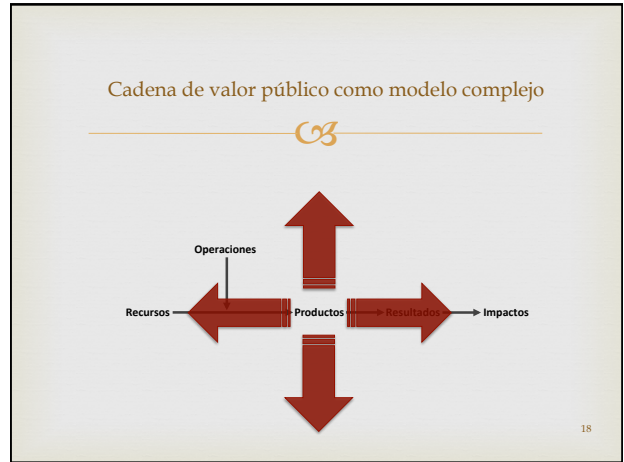 Cadena de valor público como modelo complejo
Operaciones
Recursos
Productos
Resultados
Impactos
18